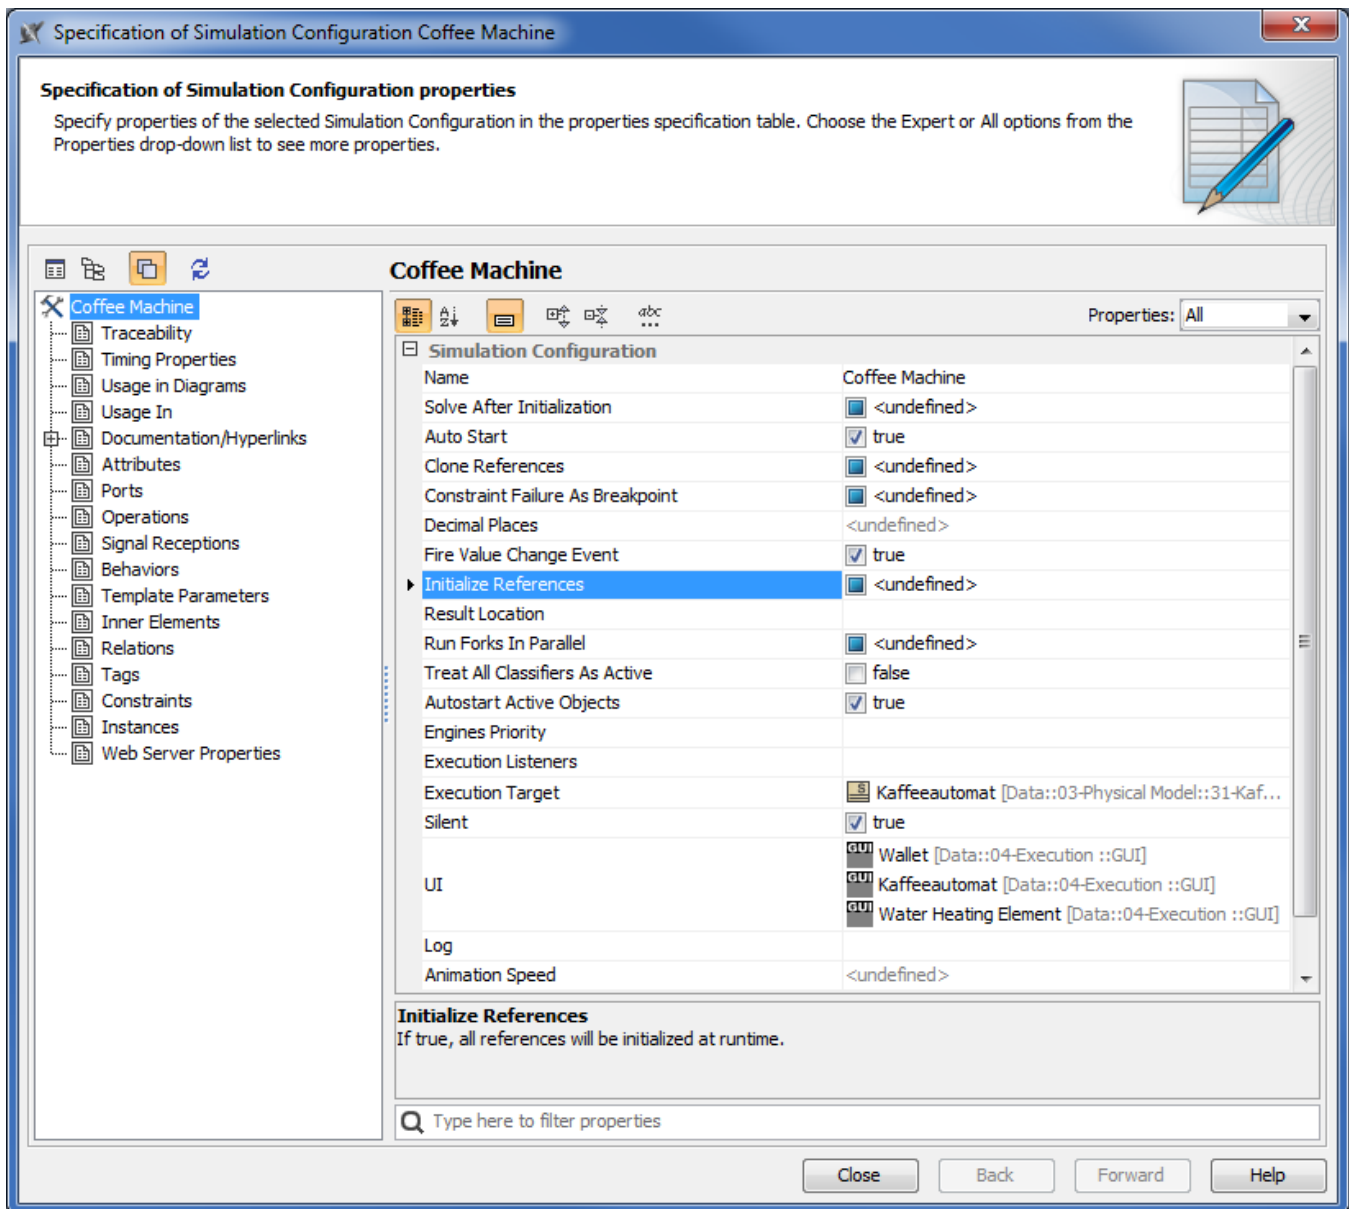 Specification of Simulation Configuration Coffee Machine
Specification of Simulation Configuration properties
Specify properties of the selected Simulation Configuration in the properties specification table. Choose the Expert or All options from the
Properties drop-down list to see more properties.
Coffee Machine
Traceability
Timing Properties
Usage in Diagrams
Usage In
Documentation/Hyperlinks
Attributes
Ports
Operations
Signal Receptions
Behaviors
Template Parameters
Inner Elements
Relations
Tags
Constraints
Instances
Web Server Properties
Coffee Machine
Properties: All
Simulation Configuration
Name Coffee Machine
Solve After Initialization <undefined>
Auto Start true
Clone References <undefined>
Constraint Failure As Breakpoint <undefined>
Decimal Places <undefined>
Fire Value Change Event true
Initialize References <undefined>
Result Location
Run Forks In Parallel <undefined>
Treat All Classifiers As Active false
Autostart Active Objects true
Engines Priority
Execution Listeners
Execution Target S Kaffeeautomat [Data::03-Physical Model::31-Kaf...
Silent true
UI
GUI Wallet [Data::04-Execution ::GUI]
GUI Kaffeeautomat [Data::04-Execution ::GUI]
GUI Water Heating Element [Data::04-Execution ::GUI]
Log
Animation Speed <undefined>
Initialize References
If true, all references will be initialized at runtime.
Type here to filter properties
Close Back Forward Help